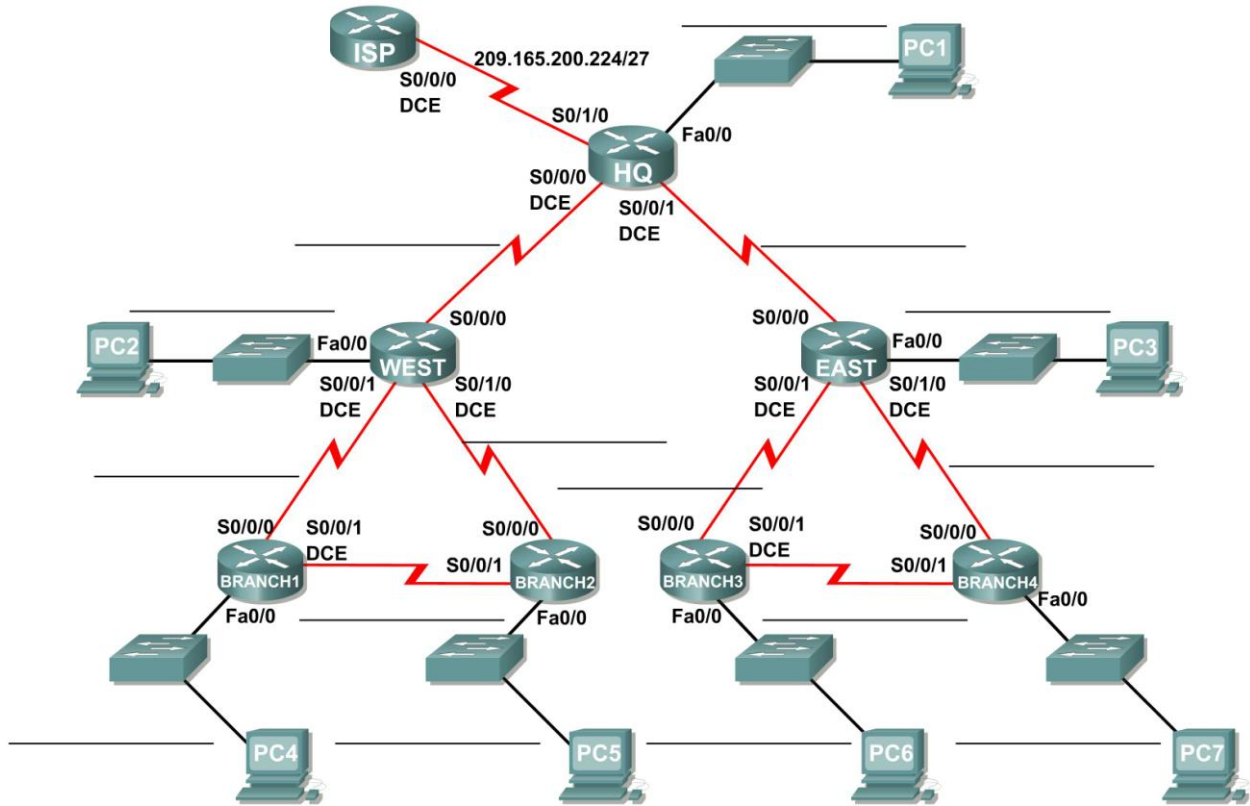 ISP
209.165.200.224/27
PC1
S0/0/0
DCE
S0/1/0
Fa0/0
HQ
S0/0/0
DCE
S0/0/1
DCE
S0/0/0
S0/0/0
PC2
Fa0/0
WEST
EAST
Fa0/0
PC3
S0/0/1
DCE
S0/1/0
DCE
S0/0/1
DCE
S0/1/0
DCE
S0/0/0
S0/0/1
DCE
S0/0/0
S0/0/1
BRANCH1
BRANCH2
S0/0/0
S0/0/1
DCE
S0/0/0
S0/0/1
BRANCH3
BRANCH4
Fa0/0
Fa0/0
Fa0/0
Fa0/0
PC4
PC5
PC6
PC7